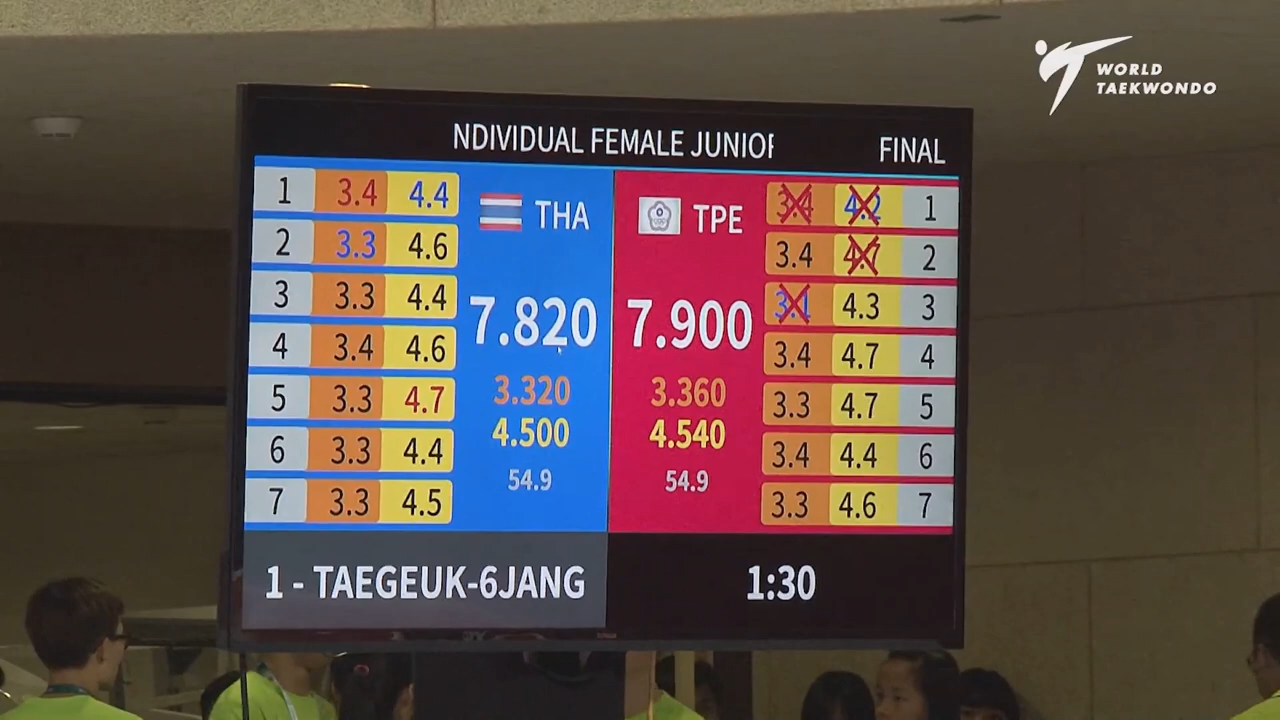 WORLD
TAEKWONDO
NDIVIDUAL FEMALE JUNIOR FINAL
1 3.4 4.4 THA TPE 3.4 4.2 1
2 3.3 4.6 3.4 4.7 2
3 3.3 4.4 7.820 7.900 3.1 4.3 3
4 3.4 4.6 3.4 4.7 4
5 3.3 4.7 3.320 3.360 3.3 4.7 5
6 3.3 4.4 4.500 4.540 3.4 4.4 6
7 3.3 4.5 54.9 54.9 3.3 4.6 7
1 - TAEGEUK-6JANG 1:30